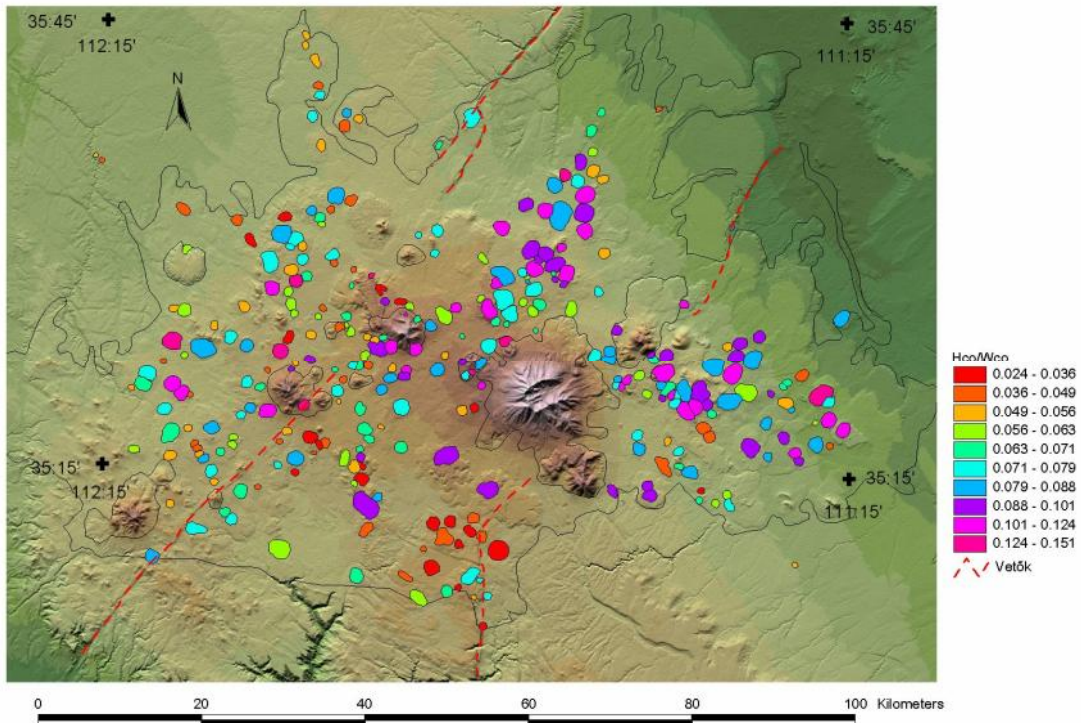 35:45'
112:15'
35:45'
111:15'
N
35:15'
112:15'
35:15'
111:15'
Hco/Wco
0.024 - 0.036
0.036 - 0.049
0.049 - 0.056
0.056 - 0.063
0.063 - 0.071
0.071 - 0.079
0.079 - 0.088
0.088 - 0.101
0.101 - 0.124
0.124 - 0.151
Vetők
0 20 40 60 80 100 Kilometers